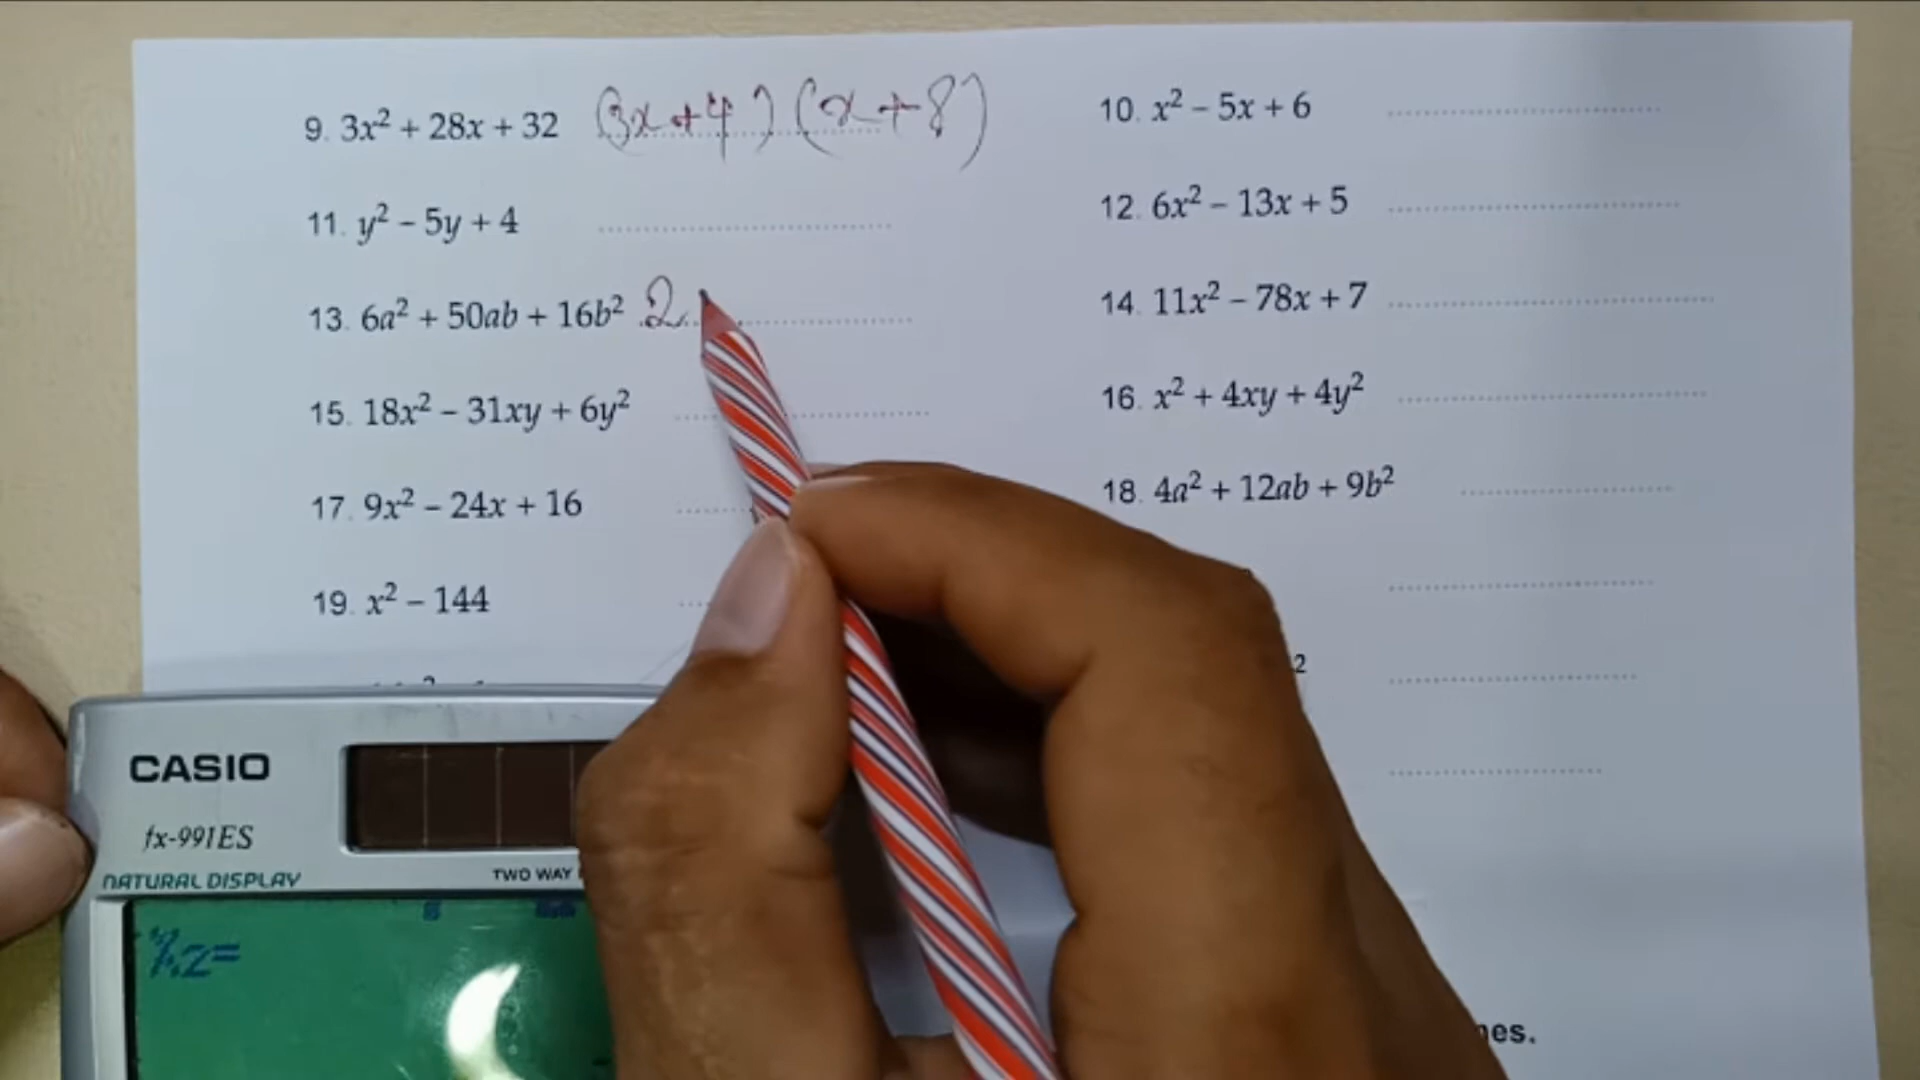 9. 3x² + 28x + 32 (3x+4)(x+8)
10. x² – 5x + 6
11. y² – 5y + 4
12. 6x² – 13x + 5
13. 6a² + 50ab + 16b² 2
14. 11x² – 78x + 7
15. 18x² – 31xy + 6y²
16. x² + 4xy + 4y²
17. 9x² – 24x + 16
18. 4a² + 12ab + 9b²
19. x² – 144
2
CASIO
fx-991ES
NATURAL DISPLAY
TWO WAY
X2=